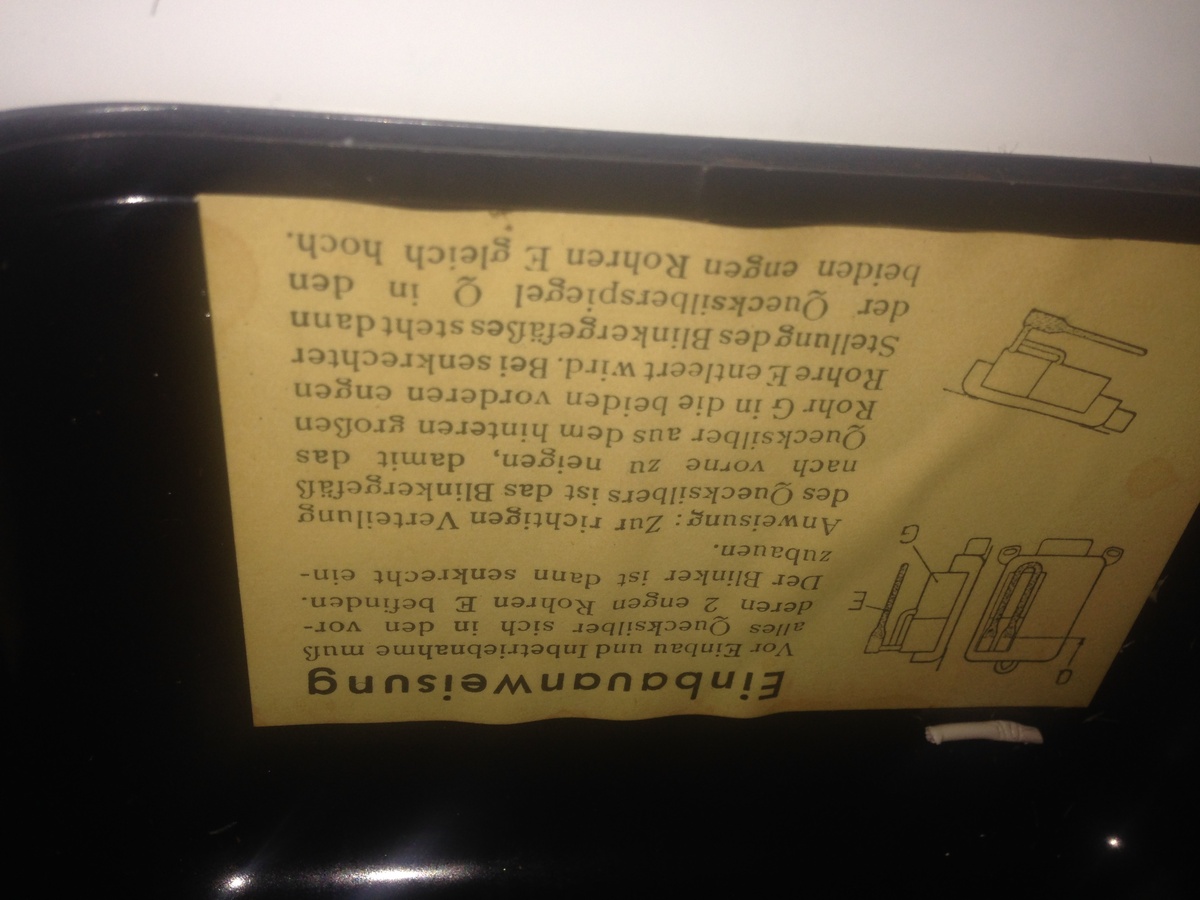 Einbauanweisung
Vor Einbau und Inbetriebnahme muß
alles Quecksilber sich in den vor-
deren 2 engen Rohren E befinden.
Der Blinker ist dann senkrecht ein-
zubauen.
Anweisung: Zur richtigen Verteilung
des Quecksilbers ist das Blinkergefäß
nach vorne zu neigen, damit das
Quecksilber aus dem hinteren großen
Rohr G in die beiden vorderen engen
Rohre E entleert wird. Bei senkrechter
Stellung des Blinkergefäßes steht dann
der Quecksilberspiegel Q in den
beiden engen Rohren E gleich hoch.
Q
E
G